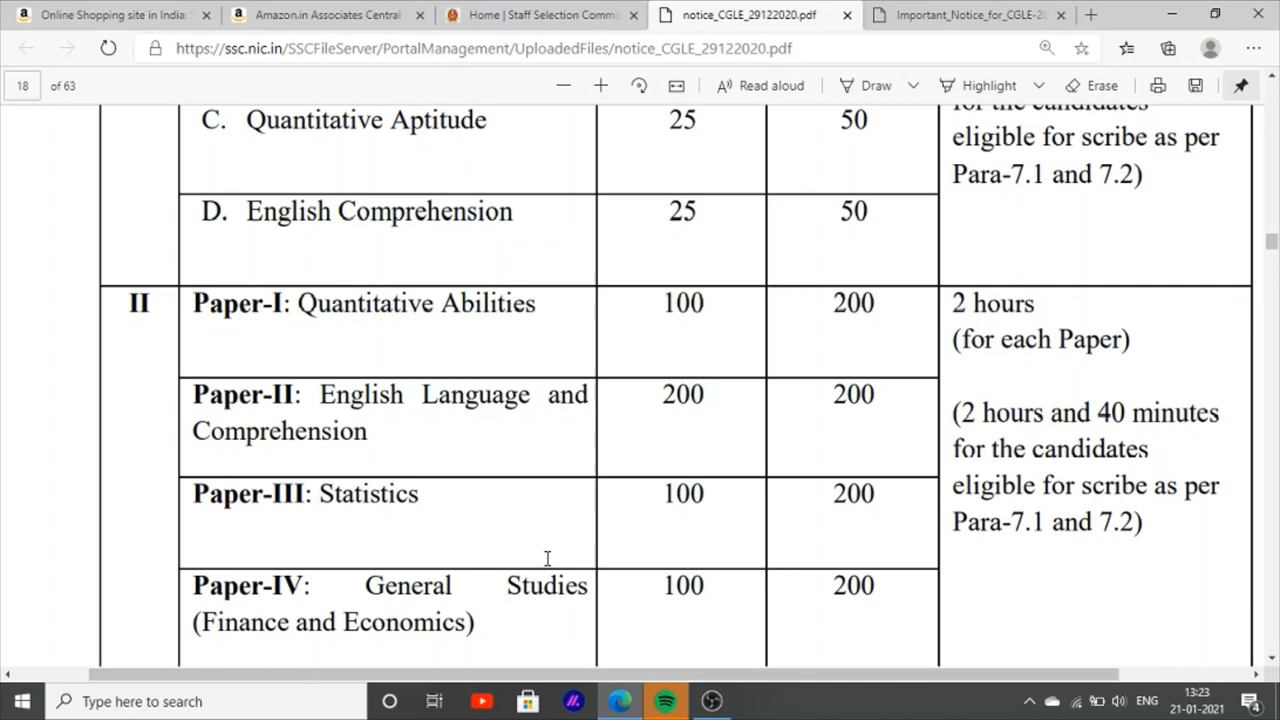 Online Shopping site in India:
Amazon.in Associates Central
Home | Staff Selection Commi
notice_CGLE_29122020.pdf
Important_Notice_for_CGLE-20
https://ssc.nic.in/SSCFileServer/PortalManagement/UploadedFiles/notice_CGLE_29122020.pdf
18 of 63
Read aloud
Draw
Highlight
Erase
for the candidates
C. Quantitative Aptitude 25 50
eligible for scribe as per
Para-7.1 and 7.2)
D. English Comprehension 25 50
II Paper-I: Quantitative Abilities 100 200 2 hours
(for each Paper)
Paper-II: English Language and 200 200
(2 hours and 40 minutes
Comprehension
for the candidates
eligible for scribe as per
Paper-III: Statistics 100 200
Para-7.1 and 7.2)
Paper-IV: General Studies 100 200
(Finance and Economics)
Type here to search
ENG
13:23
21-01-2021
4